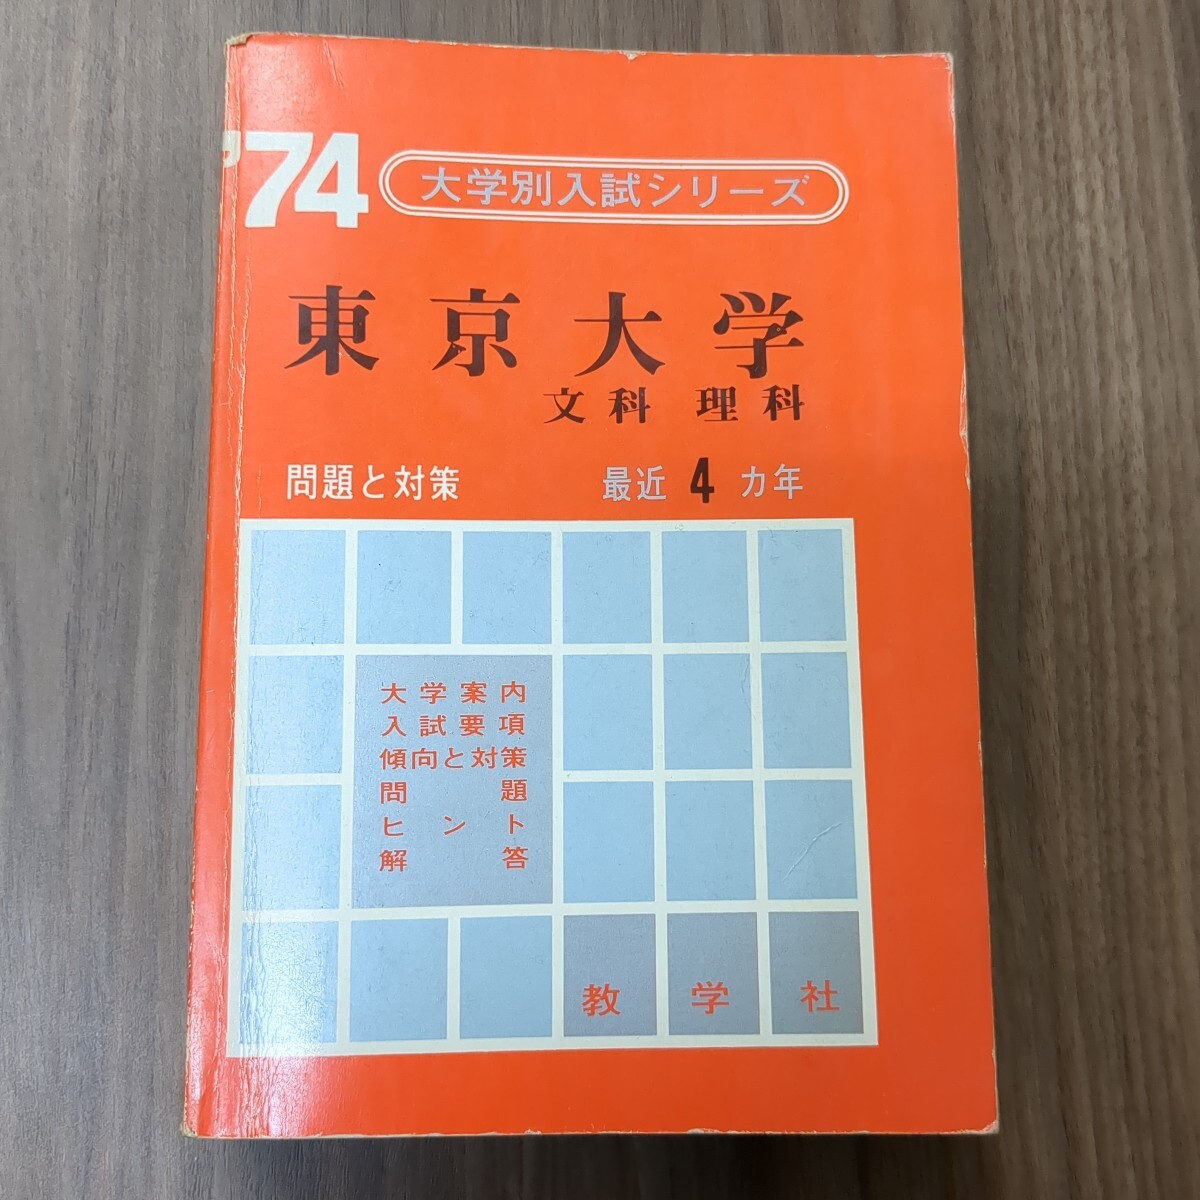 '74
大学別入試シリーズ
東京大学
文科 理科
問題と対策 最近4カ年
大学案内
入試要項
傾向と対策
問題
ヒント
解答
教学社